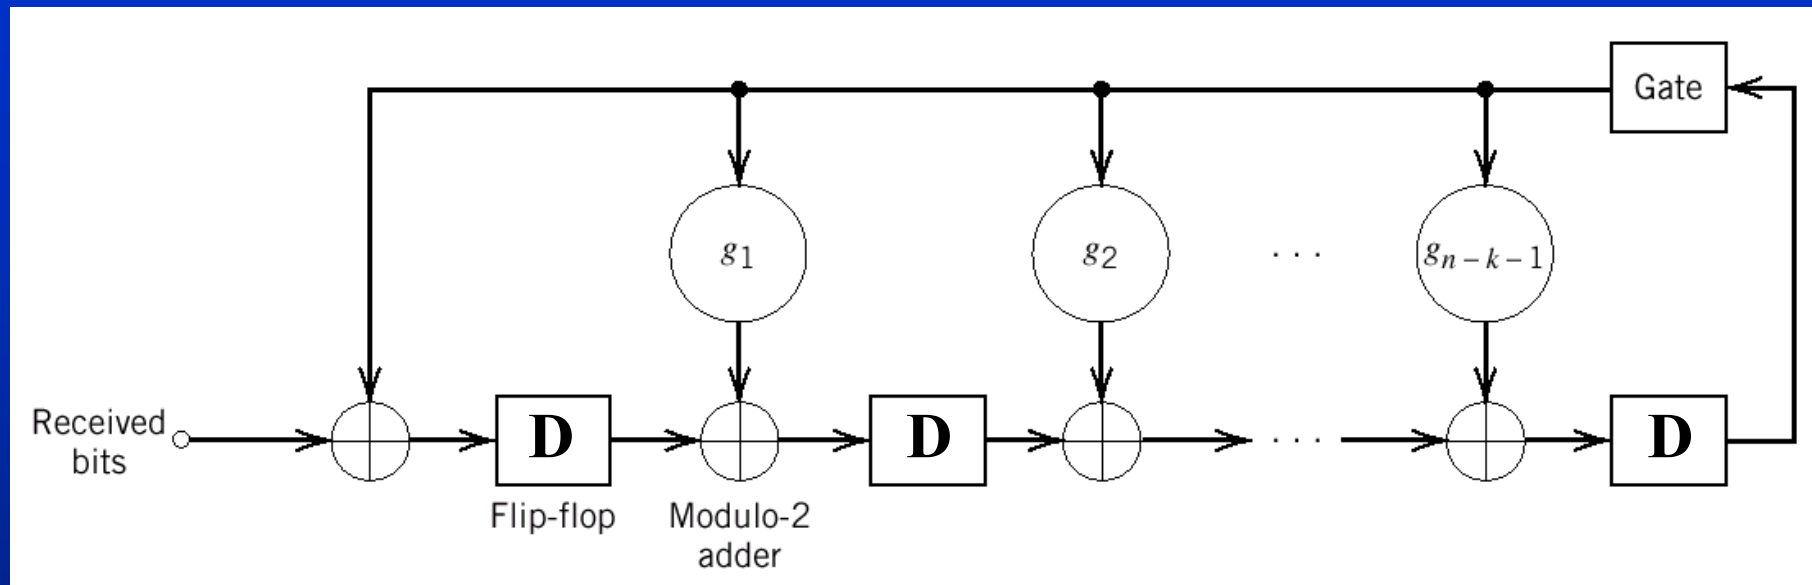 Gate
g1
g2
. . .
gn – k – 1
Received
bits
D
D
. . .
D
Flip-flop
Modulo-2
adder